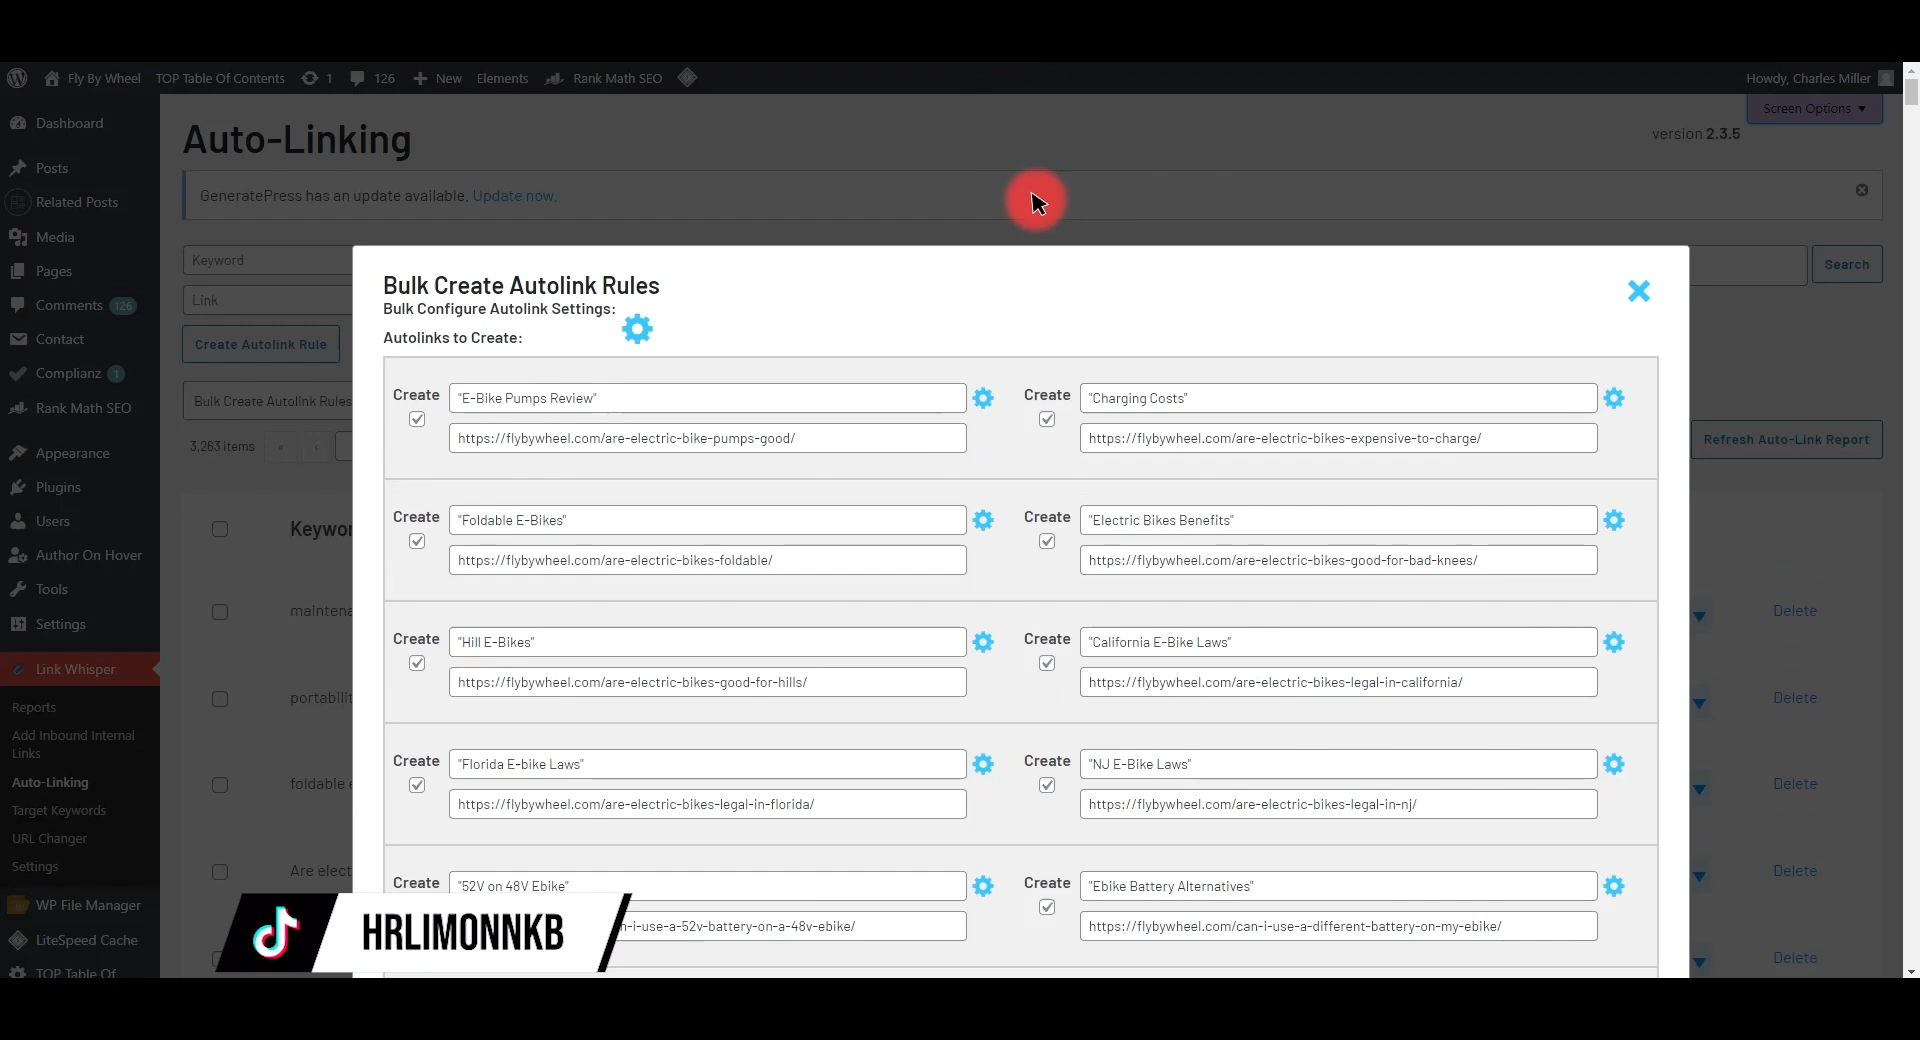 Fly By Wheel
TOP Table Of Contents
1
126
New
Elements
Rank Math SEO
Howdy, Charles Miller
Screen Options
Dashboard
Posts
Related Posts
Media
Pages
Comments 126
Contact
Complianz 1
Rank Math SEO
Appearance
Plugins
Users
Author On Hover
Tools
Settings
Link Whisper
Reports
Add Inbound Internal
Links
Auto-Linking
Target Keywords
URL Changer
Settings
WP File Manager
LiteSpeed Cache
TOP Table Of
Auto-Linking
version 2.3.5
GeneratePress has an update available. Update now.
Keyword
Search
Link
Create Autolink Rule
Bulk Create Autolink Rules
3,263 items
Refresh Auto-Link Report
Delete
Delete
foldable
Delete
Are elect
Delete
Delete
Bulk Create Autolink Rules
Bulk Configure Autolink Settings:
Autolinks to Create:
Create
"E-Bike Pumps Review"
https://flybywheel.com/are-electric-bike-pumps-good/
Create
"Charging Costs"
https://flybywheel.com/are-electric-bikes-expensive-to-charge/
Create
"Foldable E-Bikes"
https://flybywheel.com/are-electric-bikes-foldable/
Create
"Electric Bikes Benefits"
https://flybywheel.com/are-electric-bikes-good-for-bad-knees/
Create
"Hill E-Bikes"
https://flybywheel.com/are-electric-bikes-good-for-hills/
Create
"California E-Bike Laws"
https://flybywheel.com/are-electric-bikes-legal-in-california/
Create
"Florida E-bike Laws"
https://flybywheel.com/are-electric-bikes-legal-in-florida/
Create
"NJ E-Bike Laws"
https://flybywheel.com/are-electric-bikes-legal-in-nj/
Create
"52V on 48V Ebike"
n-i-use-a-52v-battery-on-a-48v-ebike/
Create
"Ebike Battery Alternatives"
https://flybywheel.com/can-i-use-a-different-battery-on-my-ebike/
HRLIMONNKB